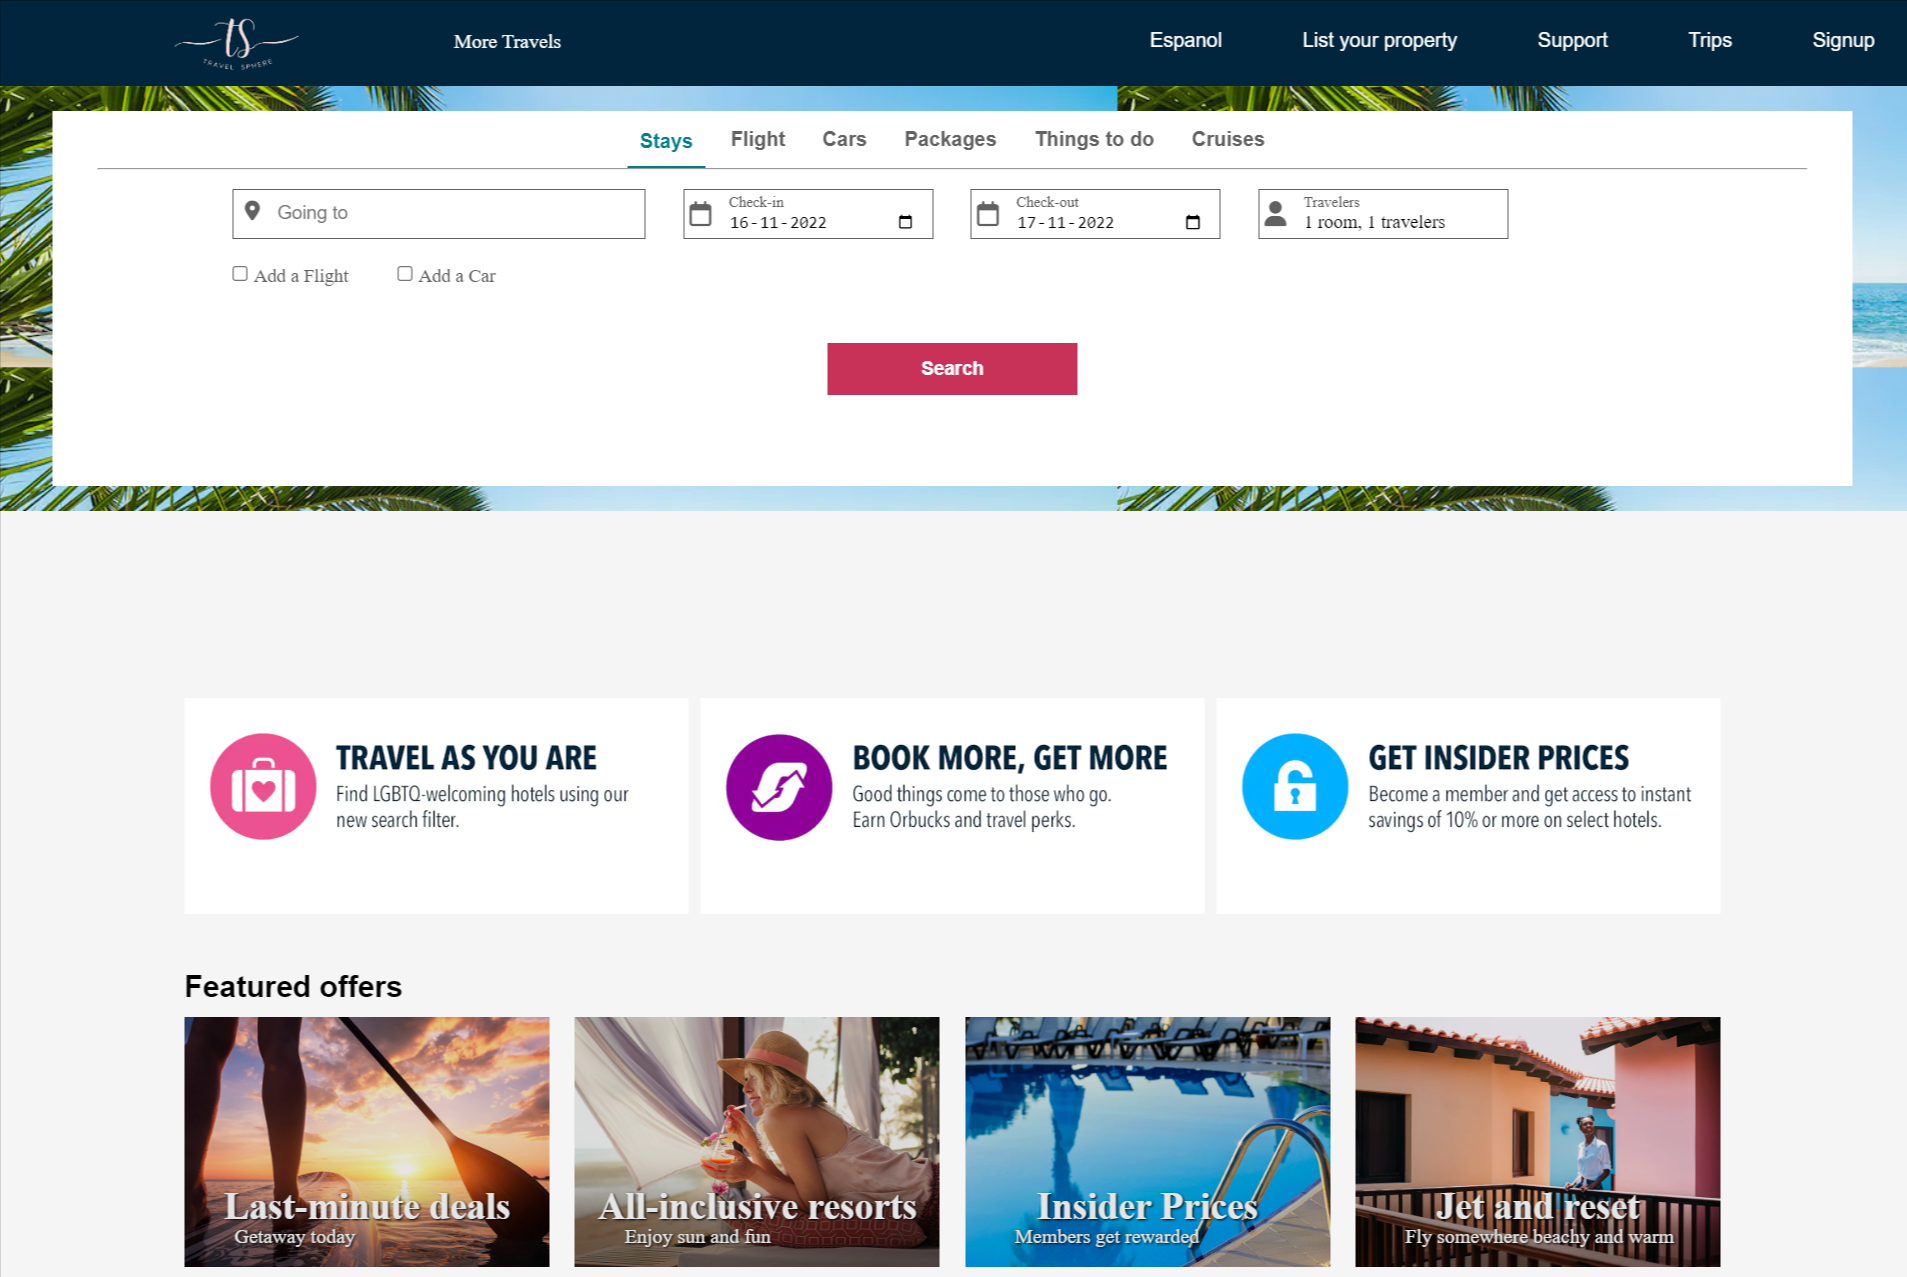 ts
TRAVEL SPHERE
More Travels
Espanol
List your property
Support
Trips
Signup
Stays
Flight
Cars
Packages
Things to do
Cruises
Going to
Check-in
16-11-2022
Check-out
17-11-2022
Travelers
1 room, 1 travelers
Add a Flight
Add a Car
Search
TRAVEL AS YOU ARE
Find LGBTQ-welcoming hotels using our
new search filter.
BOOK MORE, GET MORE
Good things come to those who go.
Earn Orbucks and travel perks.
GET INSIDER PRICES
Become a member and get access to instant
savings of 10% or more on select hotels.
Featured offers
Last-minute deals
Getaway today
All-inclusive resorts
Enjoy sun and fun
Insider Prices
Members get rewarded
Jet and reset
Fly somewhere beachy and warm